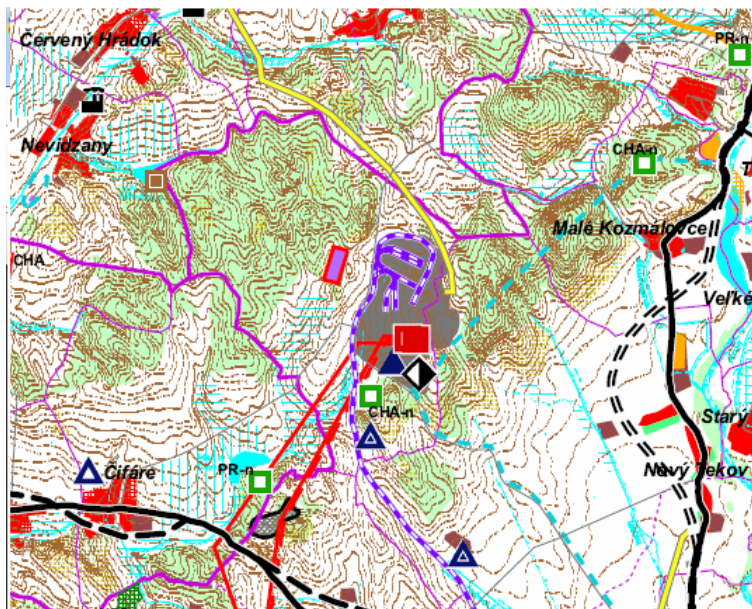 Červený Hrádok
PR-n
Nevidzany
CHA-n
Malé Kozmálovce
CHA
Veľké
CHA-n
Starý
PR-n
Čifáre
Nový Tekov